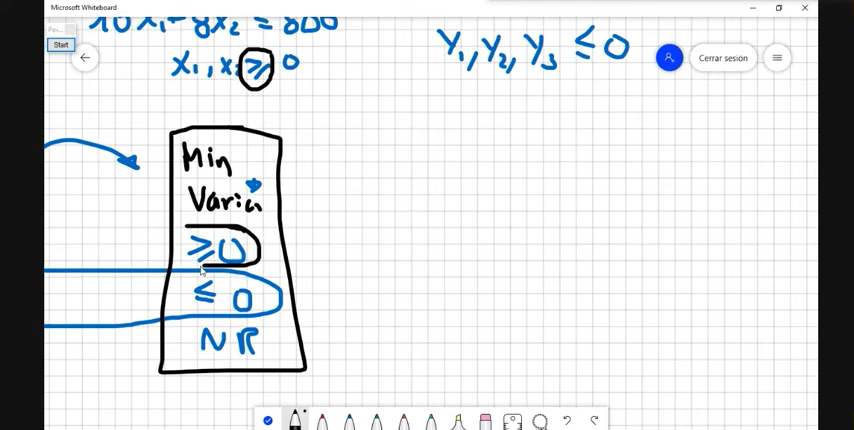 Microsoft Whiteboard
Start
10x₁+8x₂ = 800
x₁, x₂ ≥ 0
y₁, y₂, y₃ ≤ 0
Cerrar sesión
Min
Varia
≥0
≤ 0
NR